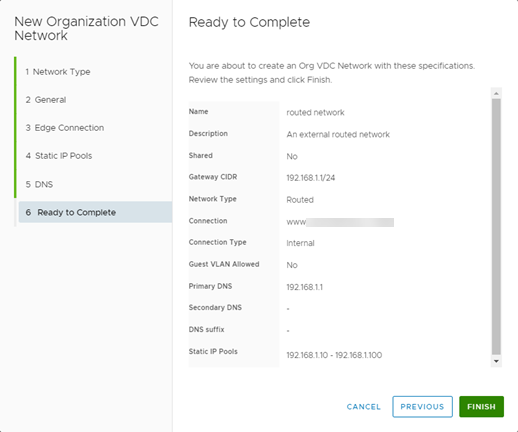 New Organization VDC
Network
1 Network Type
2 General
3 Edge Connection
4 Static IP Pools
5 DNS
6 Ready to Complete
Ready to Complete
You are about to create an Org VDC Network with these specifications.
Review the settings and click Finish.
Name routed network
Description An external routed network
Shared No
Gateway CIDR 192.168.1.1/24
Network Type Routed
Connection www
Connection Type Internal
Guest VLAN Allowed No
Primary DNS 192.168.1.1
Secondary DNS -
DNS suffix -
Static IP Pools 192.168.1.10 - 192.168.1.100
CANCEL PREVIOUS FINISH